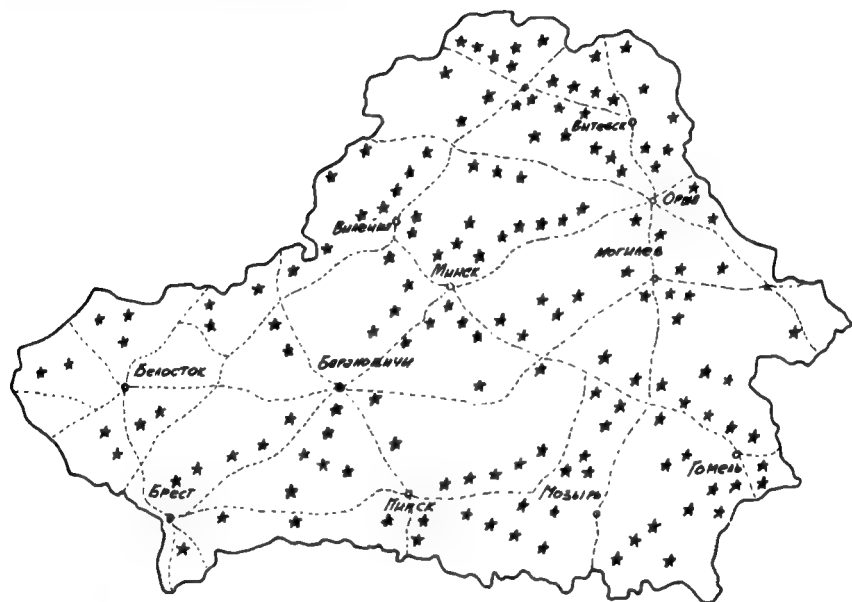 Витебск
Орша
Вилейка
Могилев
Минск
Барановичи
Белосток
Гомель
Брест
Пинск
Мозырь